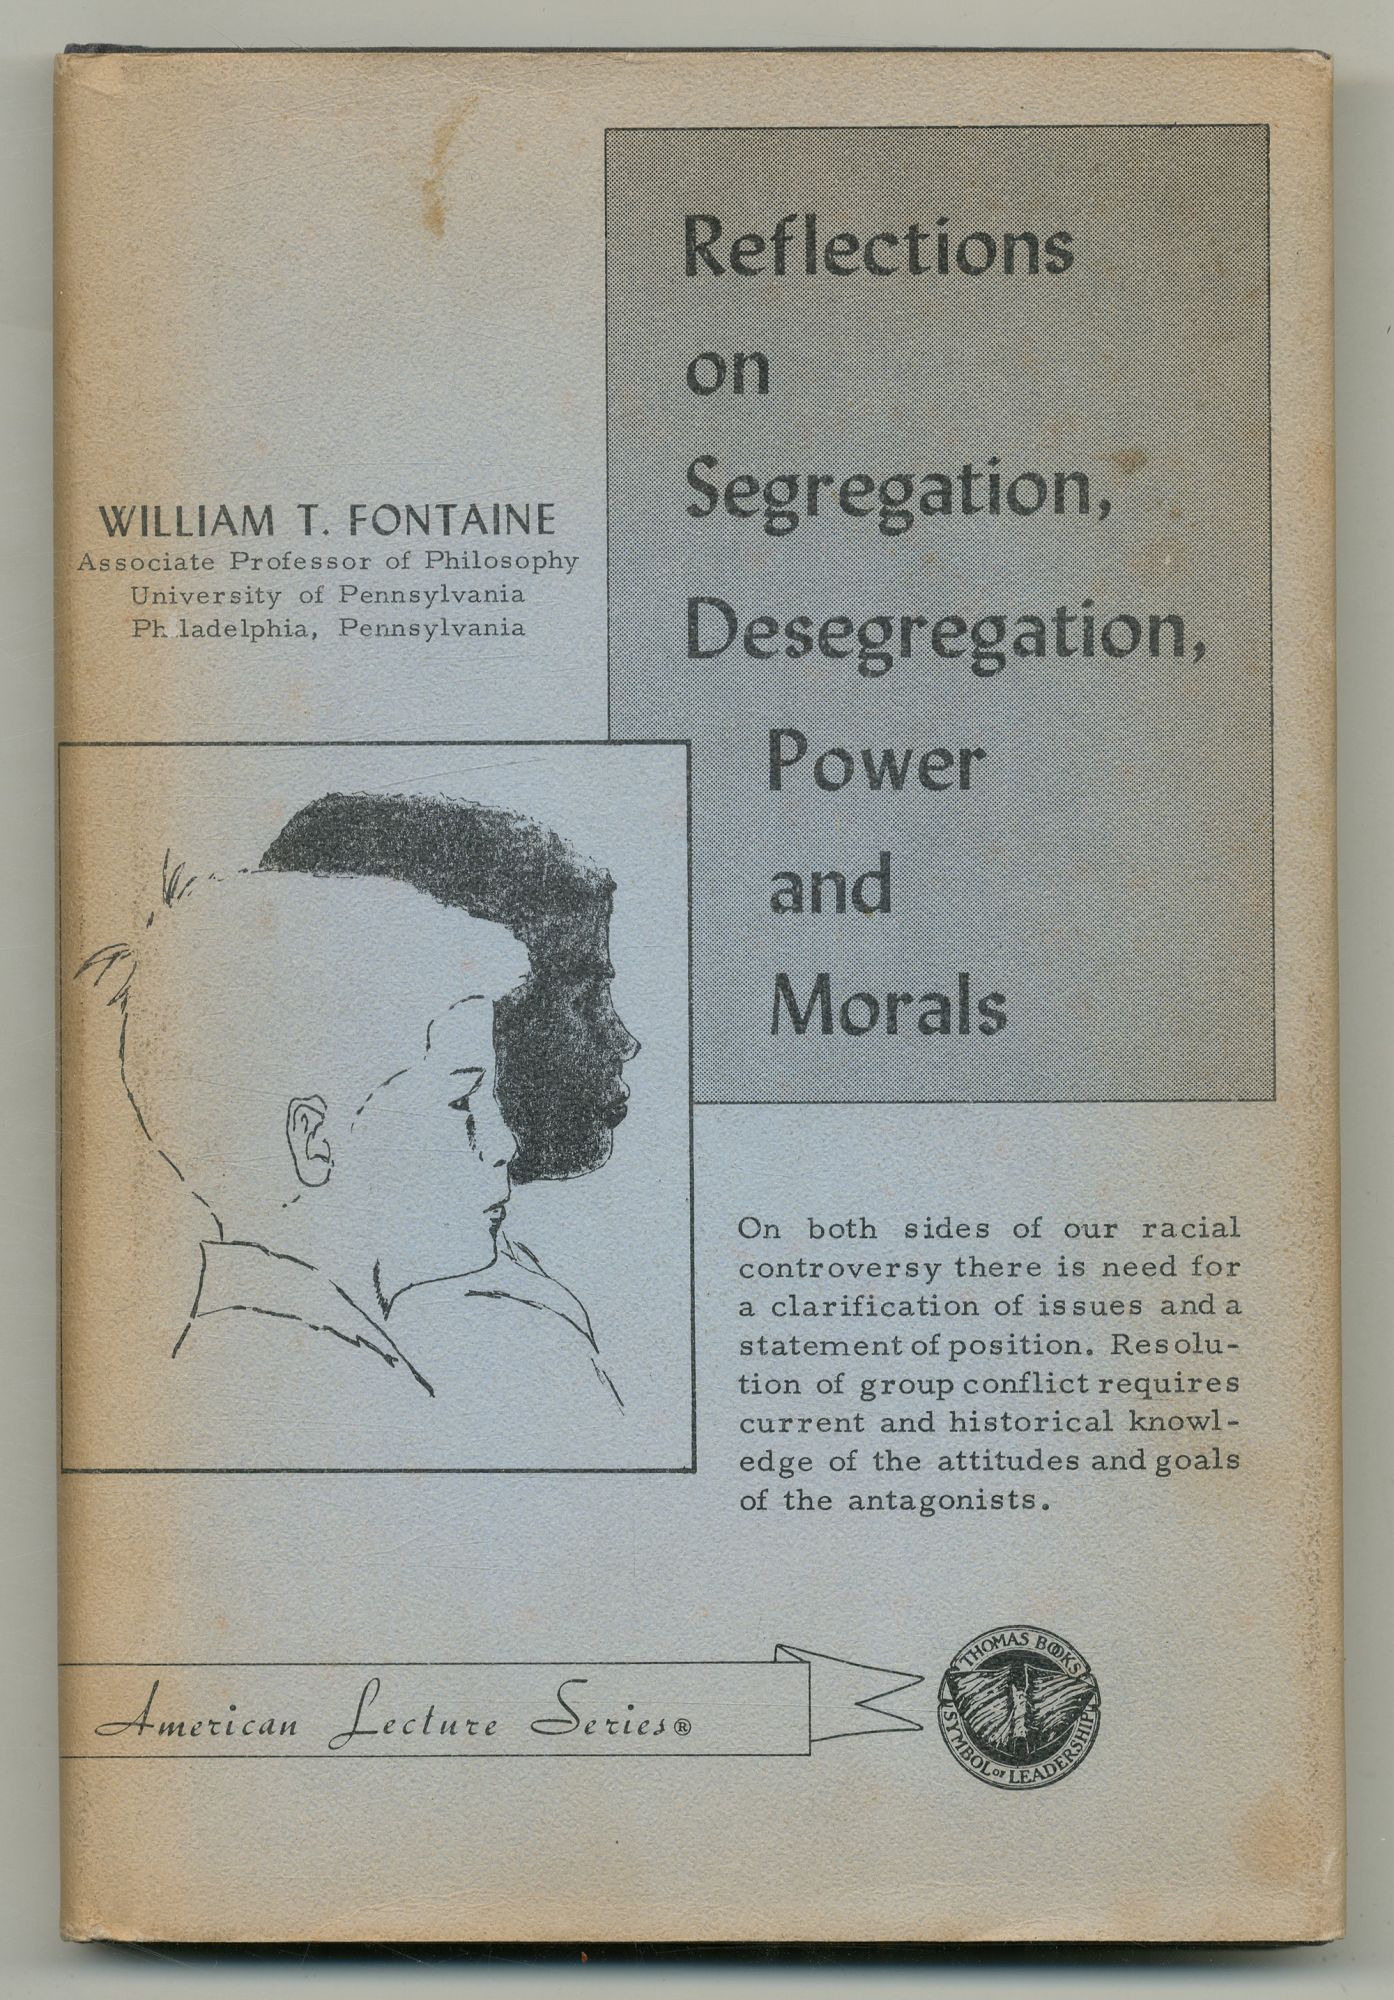 Reflections
on
Segregation,
Desegregation,
Power
and
Morals
WILLIAM T. FONTAINE
Associate Professor of Philosophy
University of Pennsylvania
Ph ladelphia, Pennsylvania
On both sides of our racial
controversy there is need for
a clarification of issues and a
statement of position. Resolu-
tion of group conflict requires
current and historical knowl-
edge of the attitudes and goals
of the antagonists.
American Lecture Series®
THOMAS BOOKS
SYMBOL OF LEADERSHIP